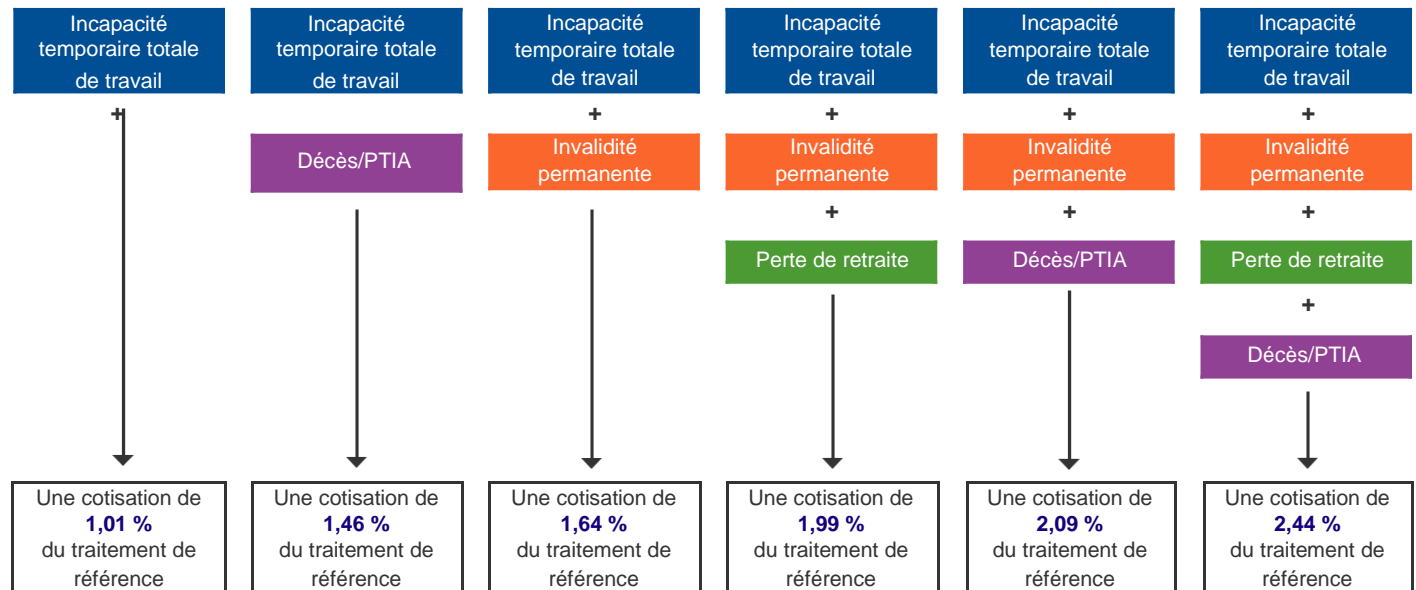 Incapacité
temporaire totale
de travail
+
Une cotisation de
1,01 %
du traitement de
référence
Incapacité
temporaire totale
de travail
Décès/PTIA
Une cotisation de
1,46 %
du traitement de
référence
Incapacité
temporaire totale
de travail
+
Invalidité
permanente
Une cotisation de
1,64 %
du traitement de
référence
Incapacité
temporaire totale
de travail
+
Invalidité
permanente
+
Perte de retraite
Une cotisation de
1,99 %
du traitement de
référence
Incapacité
temporaire totale
de travail
+
Invalidité
permanente
+
Décès/PTIA
Une cotisation de
2,09 %
du traitement de
référence
Incapacité
temporaire totale
de travail
+
Invalidité
permanente
+
Perte de retraite
+
Décès/PTIA
Une cotisation de
2,44 %
du traitement de
référence